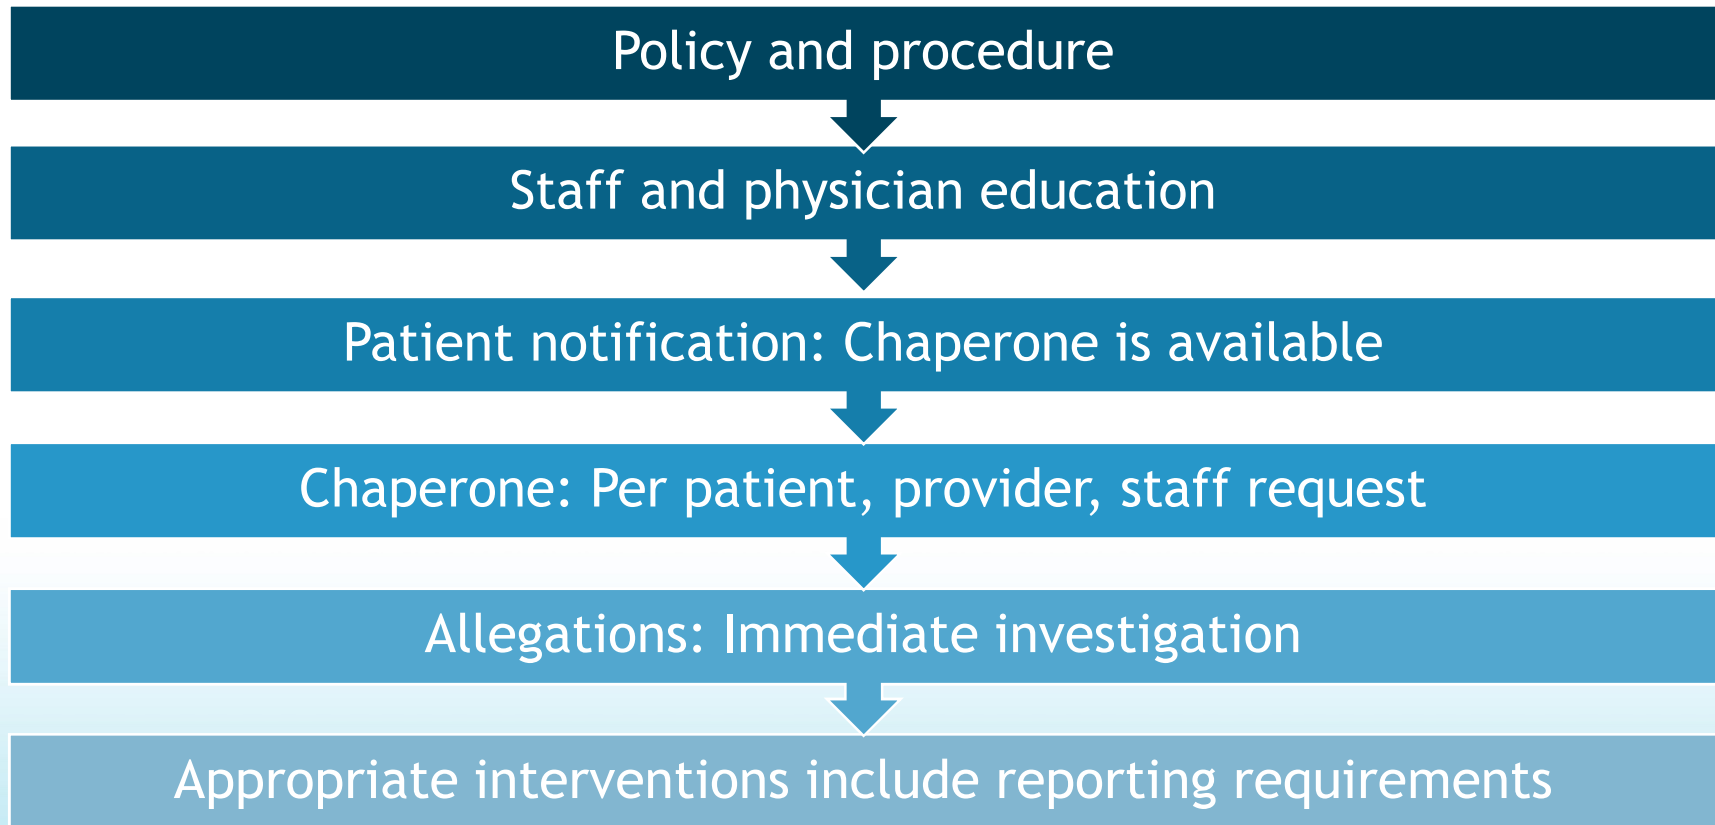 Policy and procedure
Staff and physician education
Patient notification: Chaperone is available
Chaperone: Per patient, provider, staff request
Allegations: Immediate investigation
Appropriate interventions include reporting requirements